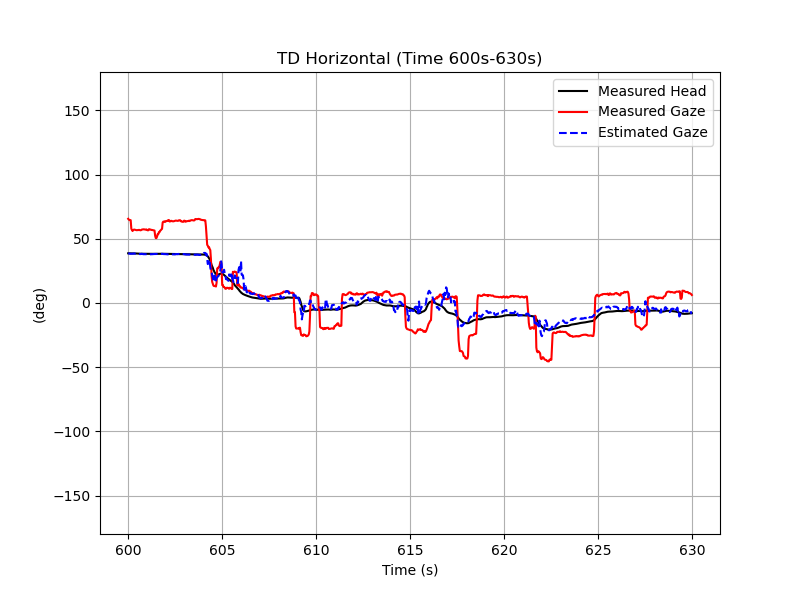 TD Horizontal (Time 600s-630s)
Measured Head
Measured Gaze
Estimated Gaze
150
100
50
0
−50
−100
−150
(deg)
600 605 610 615 620 625 630
Time (s)